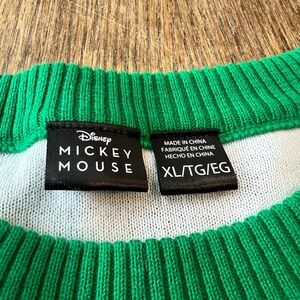 Disney
MICKEY
MOUSE
MADE IN CHINA
FABRIQUÉ EN CHINE
HECHO EN CHINA
XL/TG/EG